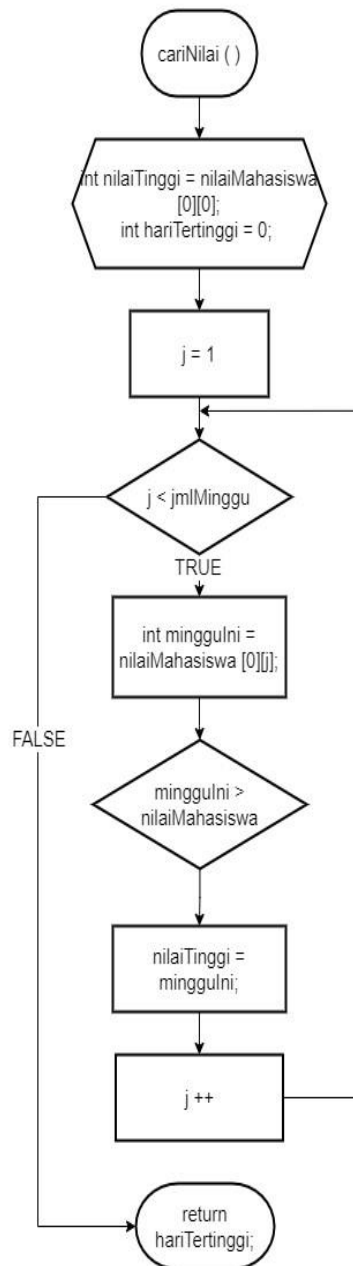 cariNilai ( )
int nilaiTinggi = nilaiMahasiswa
[0][0];
int hariTertinggi = 0;
j = 1
j < jmlMinggu
TRUE
int mingguIni =
nilaiMahasiswa [0][j];
FALSE
mingguIni >
nilaiMahasiswa
nilaiTinggi =
mingguIni;
j ++
return
hariTertinggi;